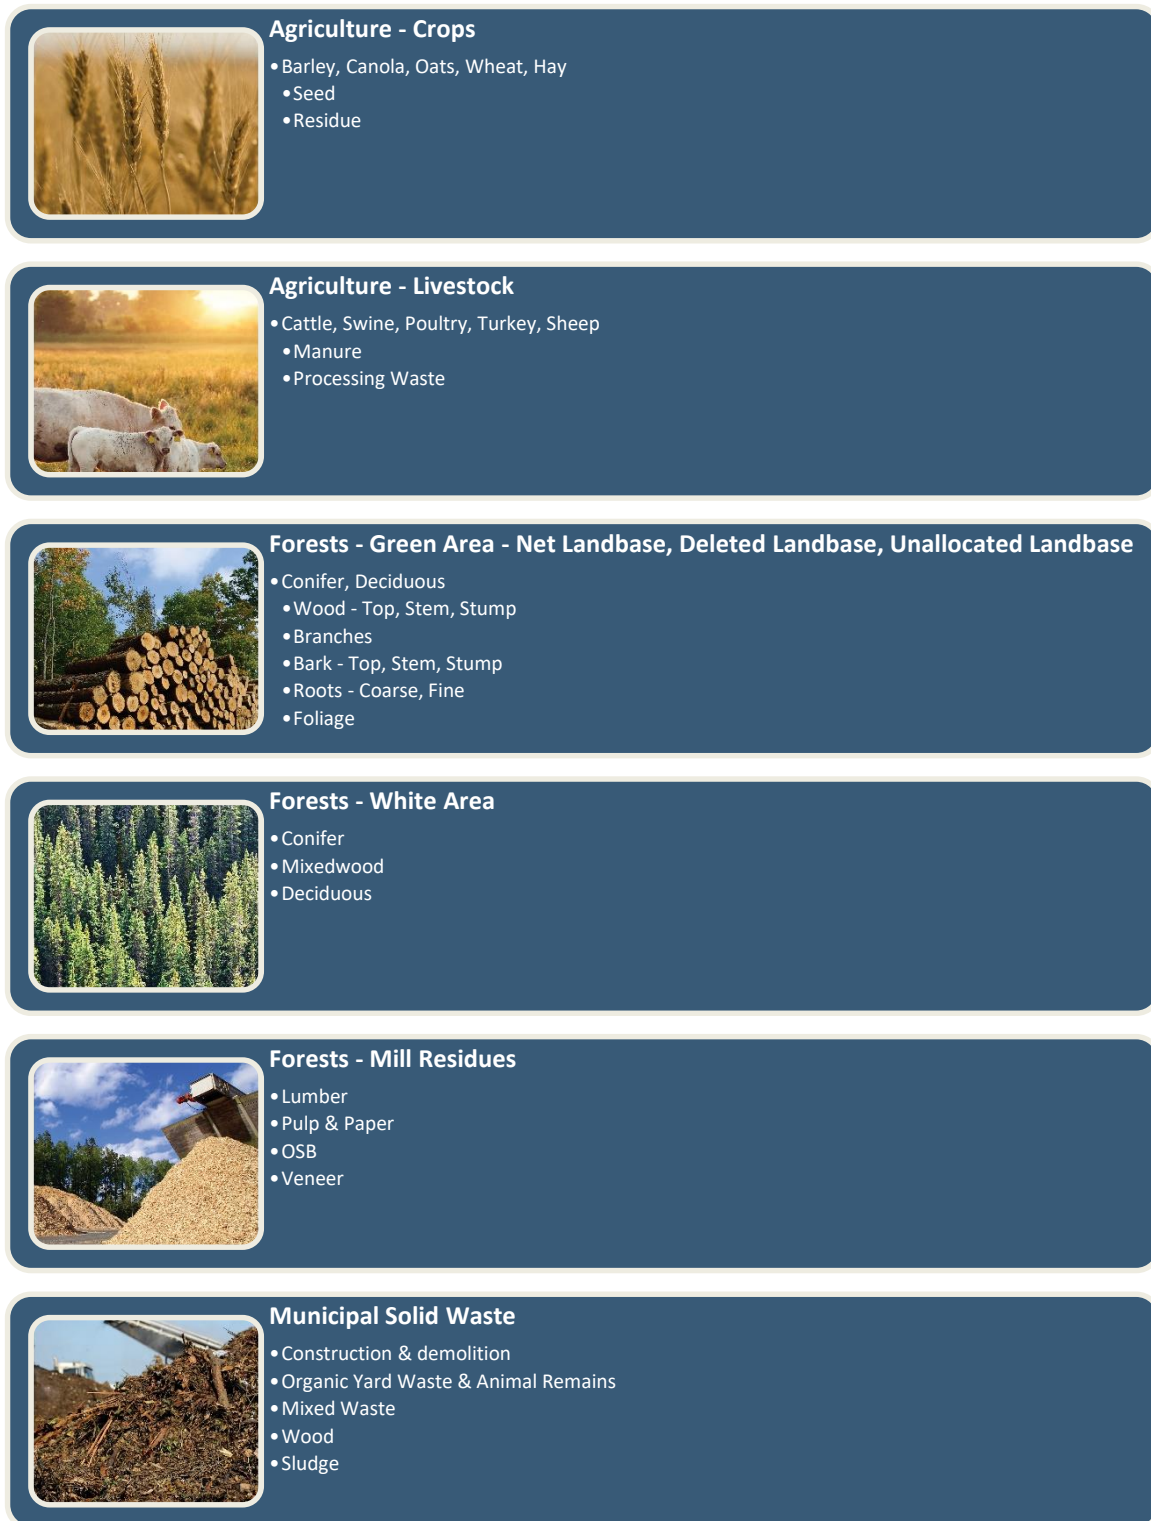 Agriculture - Crops
•Barley, Canola, Oats, Wheat, Hay
•Seed
•Residue
Agriculture - Livestock
•Cattle, Swine, Poultry, Turkey, Sheep
•Manure
•Processing Waste
Forests - Green Area - Net Landbase, Deleted Landbase, Unallocated Landbase
•Conifer, Deciduous
•Wood - Top, Stem, Stump
•Branches
•Bark - Top, Stem, Stump
•Roots - Coarse, Fine
•Foliage
Forests - White Area
•Conifer
•Mixedwood
•Deciduous
Forests - Mill Residues
•Lumber
•Pulp & Paper
•OSB
•Veneer
Municipal Solid Waste
•Construction & demolition
•Organic Yard Waste & Animal Remains
•Mixed Waste
•Wood
•Sludge